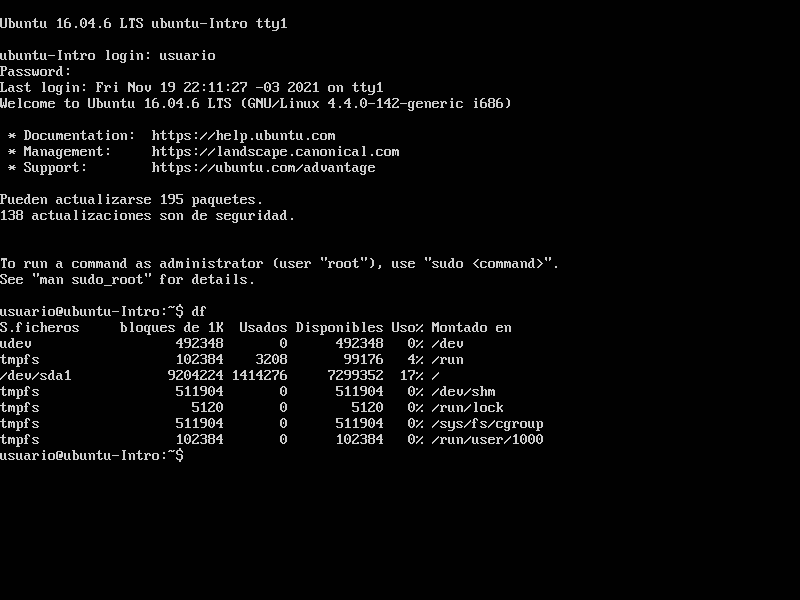 Ubuntu 16.04.6 LTS ubuntu-Intro tty1
ubuntu-Intro login: usuario
Password:
Last login: Fri Nov 19 22:11:27 -03 2021 on tty1
Welcome to Ubuntu 16.04.6 LTS (GNU/Linux 4.4.0-142-generic i686)
* Documentation:  https://help.ubuntu.com
* Management:     https://landscape.canonical.com
* Support:        https://ubuntu.com/advantage
Pueden actualizarse 195 paquetes.
138 actualizaciones son de seguridad.
To run a command as administrator (user "root"), use "sudo <command>".
See "man sudo_root" for details.
usuario@ubuntu-Intro:~$ df
S.ficheros     bloques de 1K  Usados Disponibles Uso% Montado en
udev                  492348       0      492348   0% /dev
tmpfs                 102384    3208       99176   4% /run
/dev/sda1            9204224 1414276     7299352  17% /
tmpfs                 511904       0      511904   0% /dev/shm
tmpfs                   5120       0        5120   0% /run/lock
tmpfs                 511904       0      511904   0% /sys/fs/cgroup
tmpfs                 102384       0      102384   0% /run/user/1000
usuario@ubuntu-Intro:~$